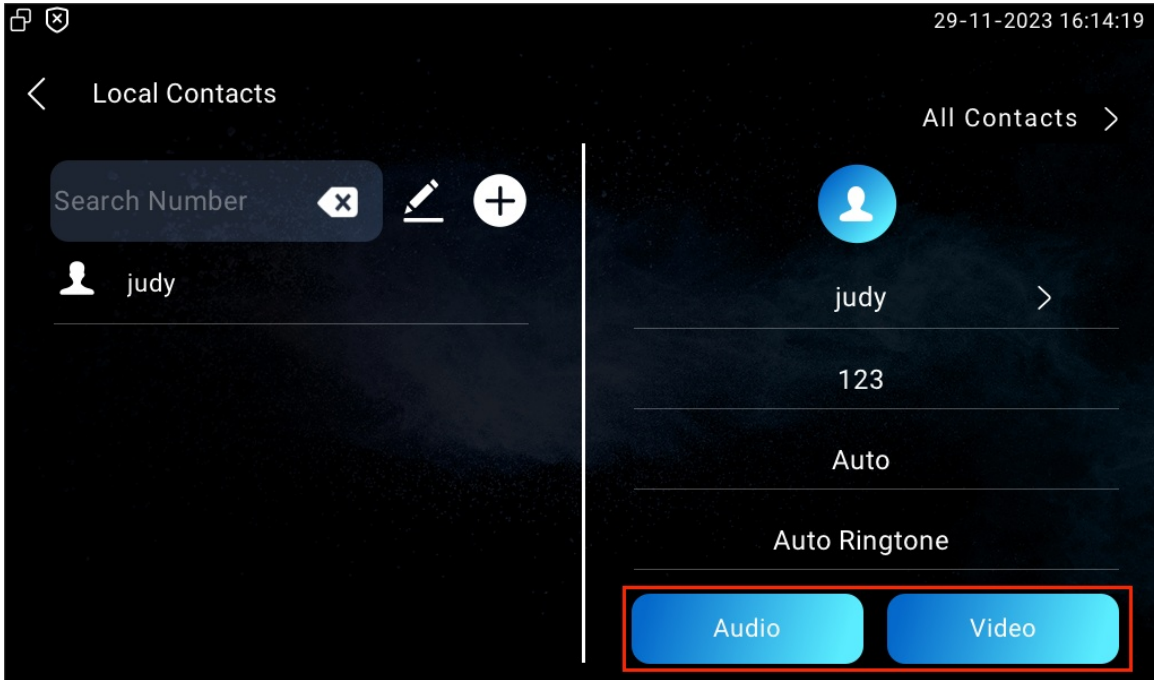 29-11-2023 16:14:19
Local Contacts
All Contacts
Search Number
judy
judy
123
Auto
Auto Ringtone
Audio
Video